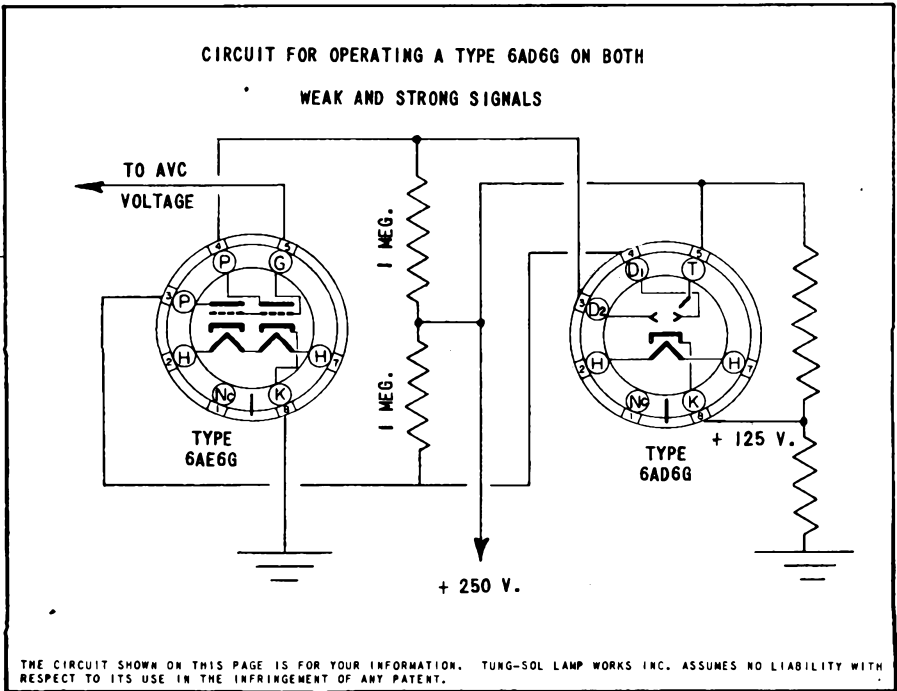 CIRCUIT FOR OPERATING A TYPE 6AD6G ON BOTH
WEAK AND STRONG SIGNALS
TO AVC
VOLTAGE
1 MEG.
1 MEG.
4
P
5
G
3
P
2
H
H
7
Nc
1
K
8
TYPE
6AE6G
4
D1
5
T
3
D2
2
H
H
7
Nc
1
K
8
+ 125 V.
TYPE
6AD6G
+ 250 V.
THE CIRCUIT SHOWN ON THIS PAGE IS FOR YOUR INFORMATION. TUNG-SOL LAMP WORKS INC. ASSUMES NO LIABILITY WITH
RESPECT TO ITS USE IN THE INFRINGEMENT OF ANY PATENT.